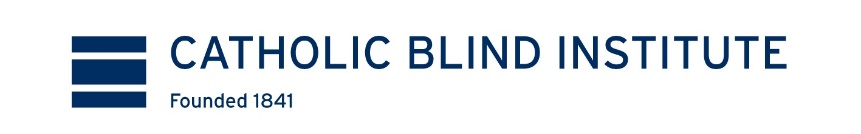 CATHOLIC BLIND INSTITUTE
Founded 1841